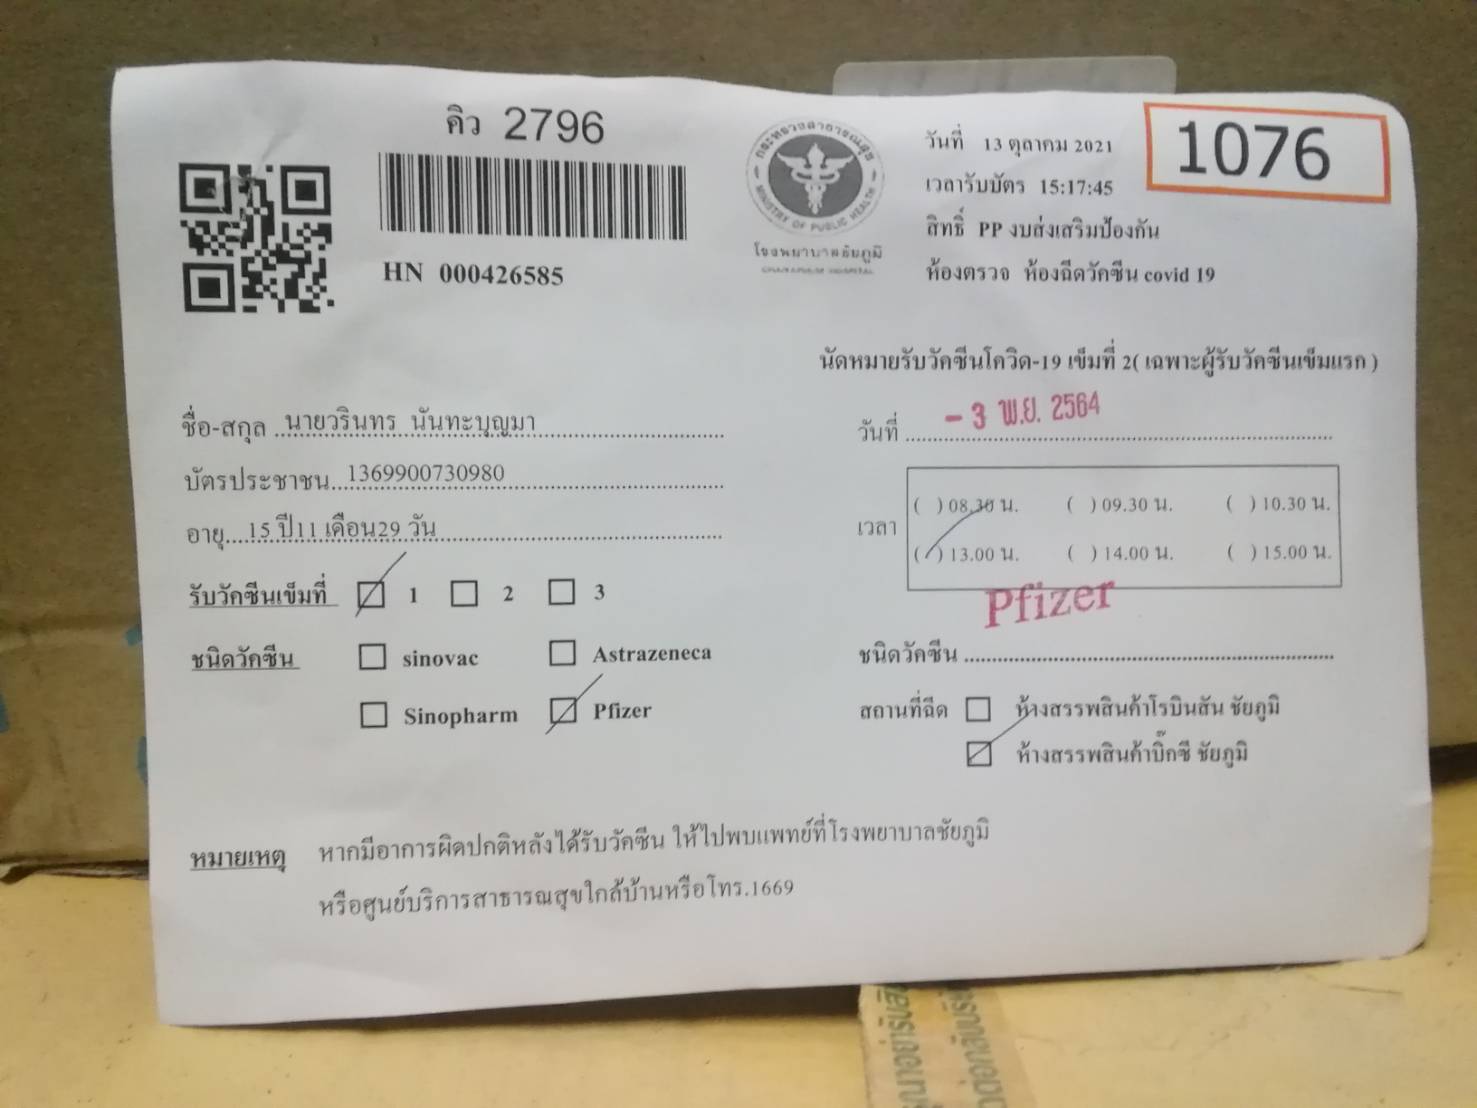 คิว 2796
HN 000426585
กระทรวงสาธารณสุข
MINISTRY OF PUBLIC HEALTH
โรงพยาบาลชัยภูมิ
CHAIYAPHUM HOSPITAL
วันที่ 13 ตุลาคม 2021
1076
เวลารับบัตร 15:17:45
สิทธิ์ PP งบส่งเสริมป้องกัน
ห้องตรวจ ห้องฉีดวัคซีน covid 19
นัดหมายรับวัคซีนโควิด-19 เข็มที่ 2( เฉพาะผู้รับวัคซีนเข็มแรก )
ชื่อ-สกุล นายวรินทร นันทะบุญมา
บัตรประชาชน 1369900730980
อายุ 15 ปี11 เดือน29 วัน
รับวัคซีนเข็มที่ 1 2 3
ชนิดวัคซีน sinovac Astrazeneca
Sinopharm Pfizer
วันที่ - 3 พ.ย. 2564
เวลา
( ) 08.30 น. ( ) 09.30 น. ( ) 10.30 น.
(/) 13.00 น. ( ) 14.00 น. ( ) 15.00 น.
Pfizer
ชนิดวัคซีน
สถานที่ฉีด ห้างสรรพสินค้าโรบินสัน ชัยภูมิ
ห้างสรรพสินค้าบิ๊กซี ชัยภูมิ
หมายเหตุ หากมีอาการผิดปกติหลังได้รับวัคซีน ให้ไปพบแพทย์ที่โรงพยาบาลชัยภูมิ
หรือศูนย์บริการสาธารณสุขใกล้บ้านหรือโทร.1669